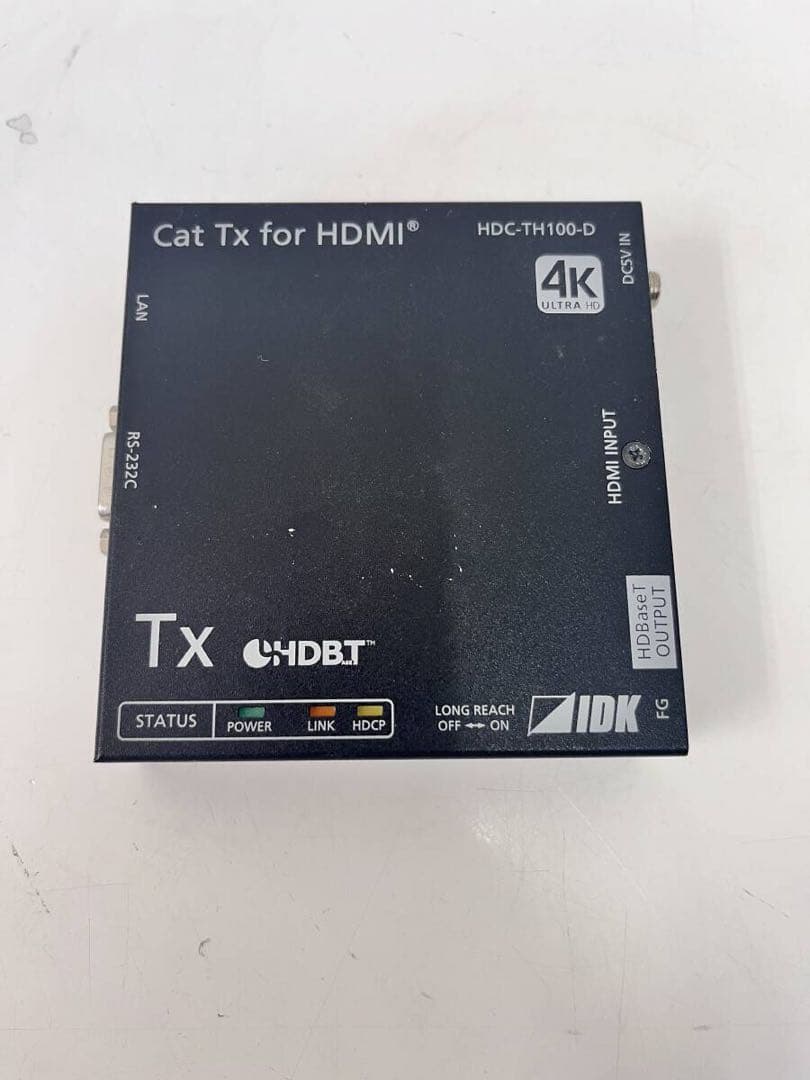 Cat Tx for HDMI®
HDC-TH100-D
DC5V IN
4K
ULTRA HD
LAN
RS-232C
HDMI INPUT
HDBaseT
OUTPUT
Tx
HDBT™
STATUS
POWER
LINK
HDCP
LONG REACH
OFF ↔ ON
IDK
FG